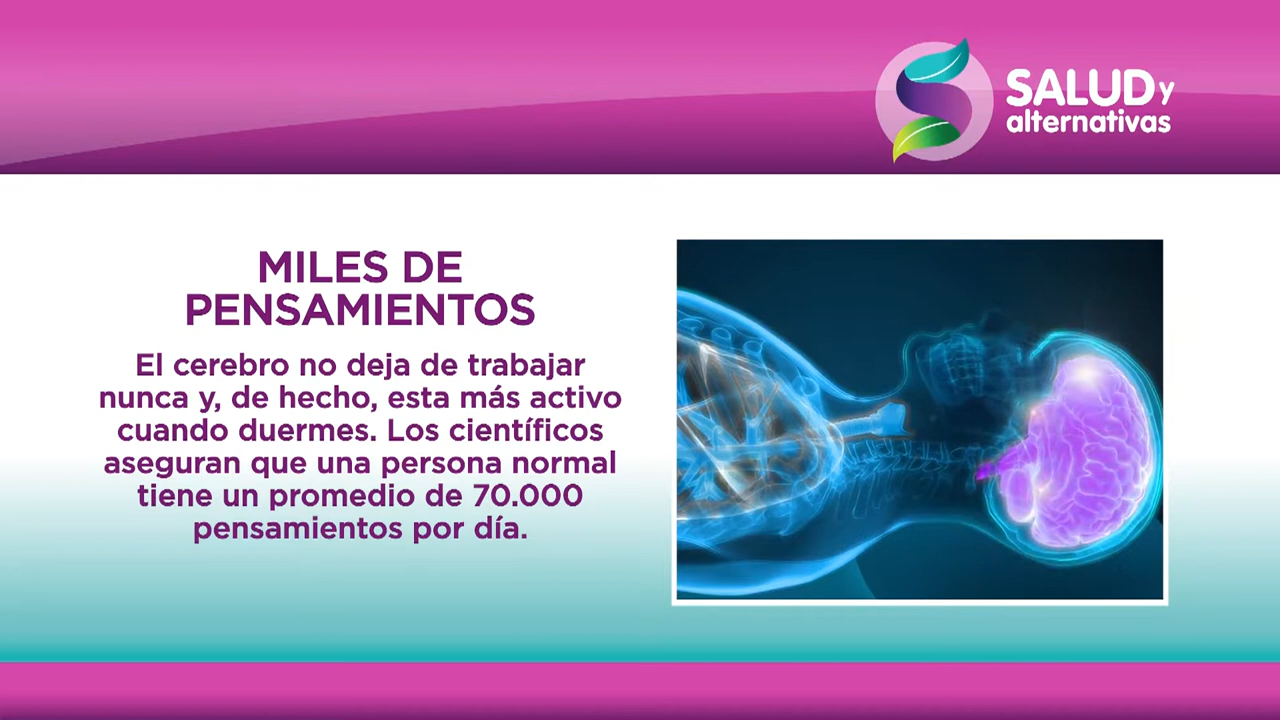 SALUD y
alternativas
MILES DE
PENSAMIENTOS
El cerebro no deja de trabajar
nunca y, de hecho, esta más activo
cuando duermes. Los científicos
aseguran que una persona normal
tiene un promedio de 70.000
pensamientos por día.